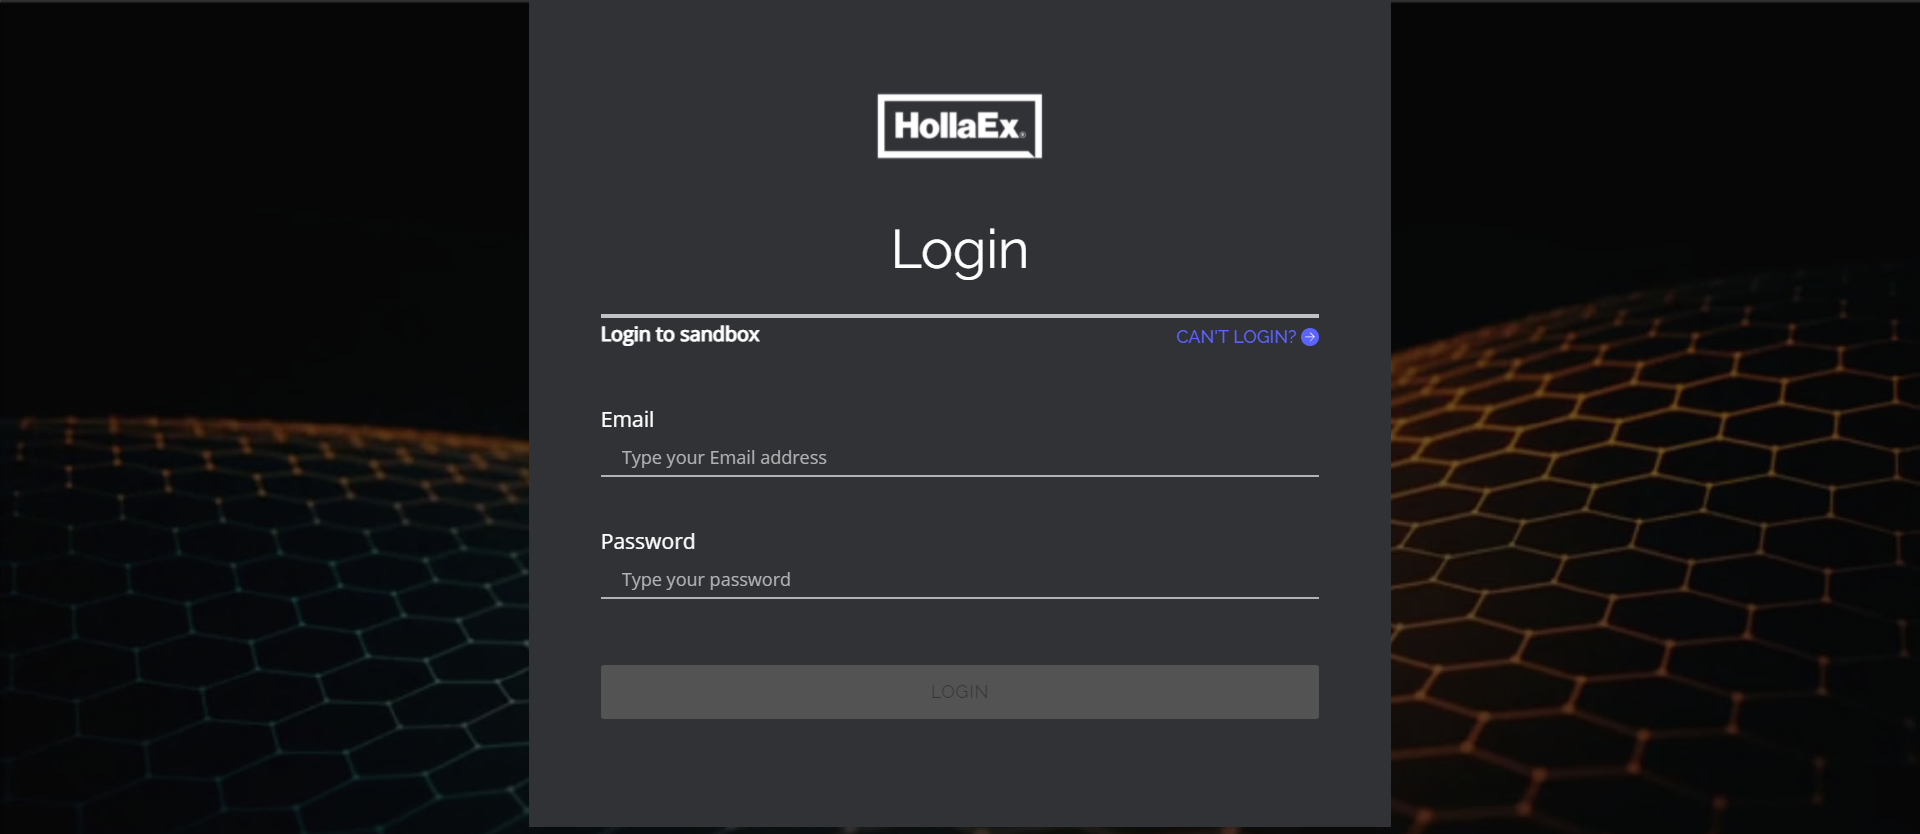 HollaEx®
Login
Login to sandbox
CAN'T LOGIN?
Email
Type your Email address
Password
Type your password
LOGIN